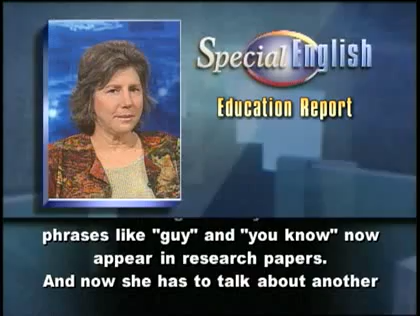 Special English
Education Report
phrases like "guy" and "you know" now
appear in research papers.
And now she has to talk about another